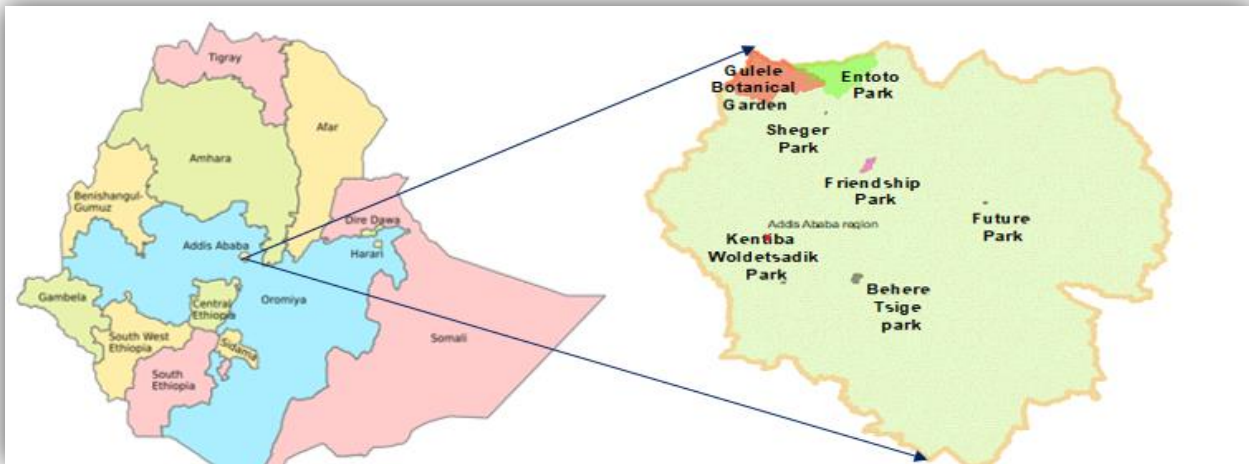 Tigray
Afar
Amhara
Benishangul-
Gumuz
Dire Dawa
Addis Ababa
Harari
Gambela
Central
Ethiopia
Oromiya
South West
Ethiopia
Sidama
Somali
South
Ethiopia
Gulele
Botanical
Garden
Entoto
Park
Sheger
Park
Friendship
Park
Future
Park
Addis Ababa region
Kentiba
Woldetsadik
Park
Behere
Tsige
park